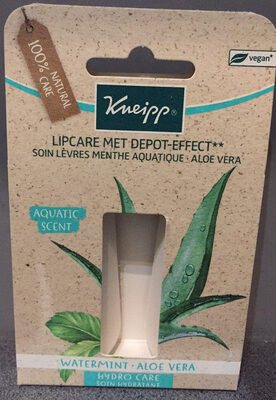 100% NATURAL
CARE
vegan*
Kneipp®
LIPCARE MET DEPOT-EFFECT**
SOIN LÈVRES MENTHE AQUATIQUE · ALOE VERA
AQUATIC
SCENT
WATERMINT · ALOE VERA
HYDRO CARE
SOIN HYDRATANT